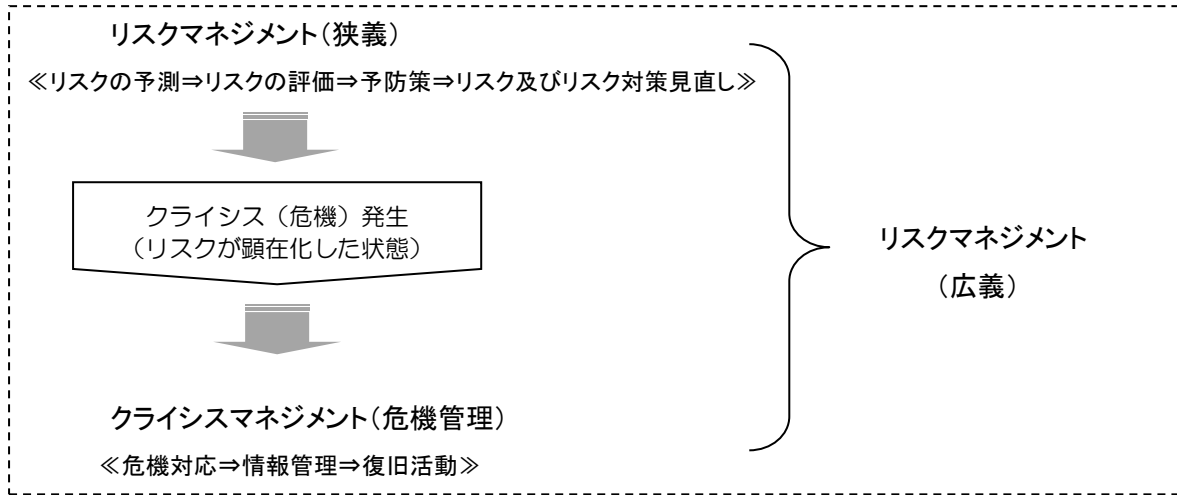 リスクマネジメント（狭義）
≪リスクの予測⇒リスクの評価⇒予防策⇒リスク及びリスク対策見直し≫
クライシス（危機）発生
（リスクが顕在化した状態）
リスクマネジメント
（広義）
クライシスマネジメント（危機管理）
≪危機対応⇒情報管理⇒復旧活動≫